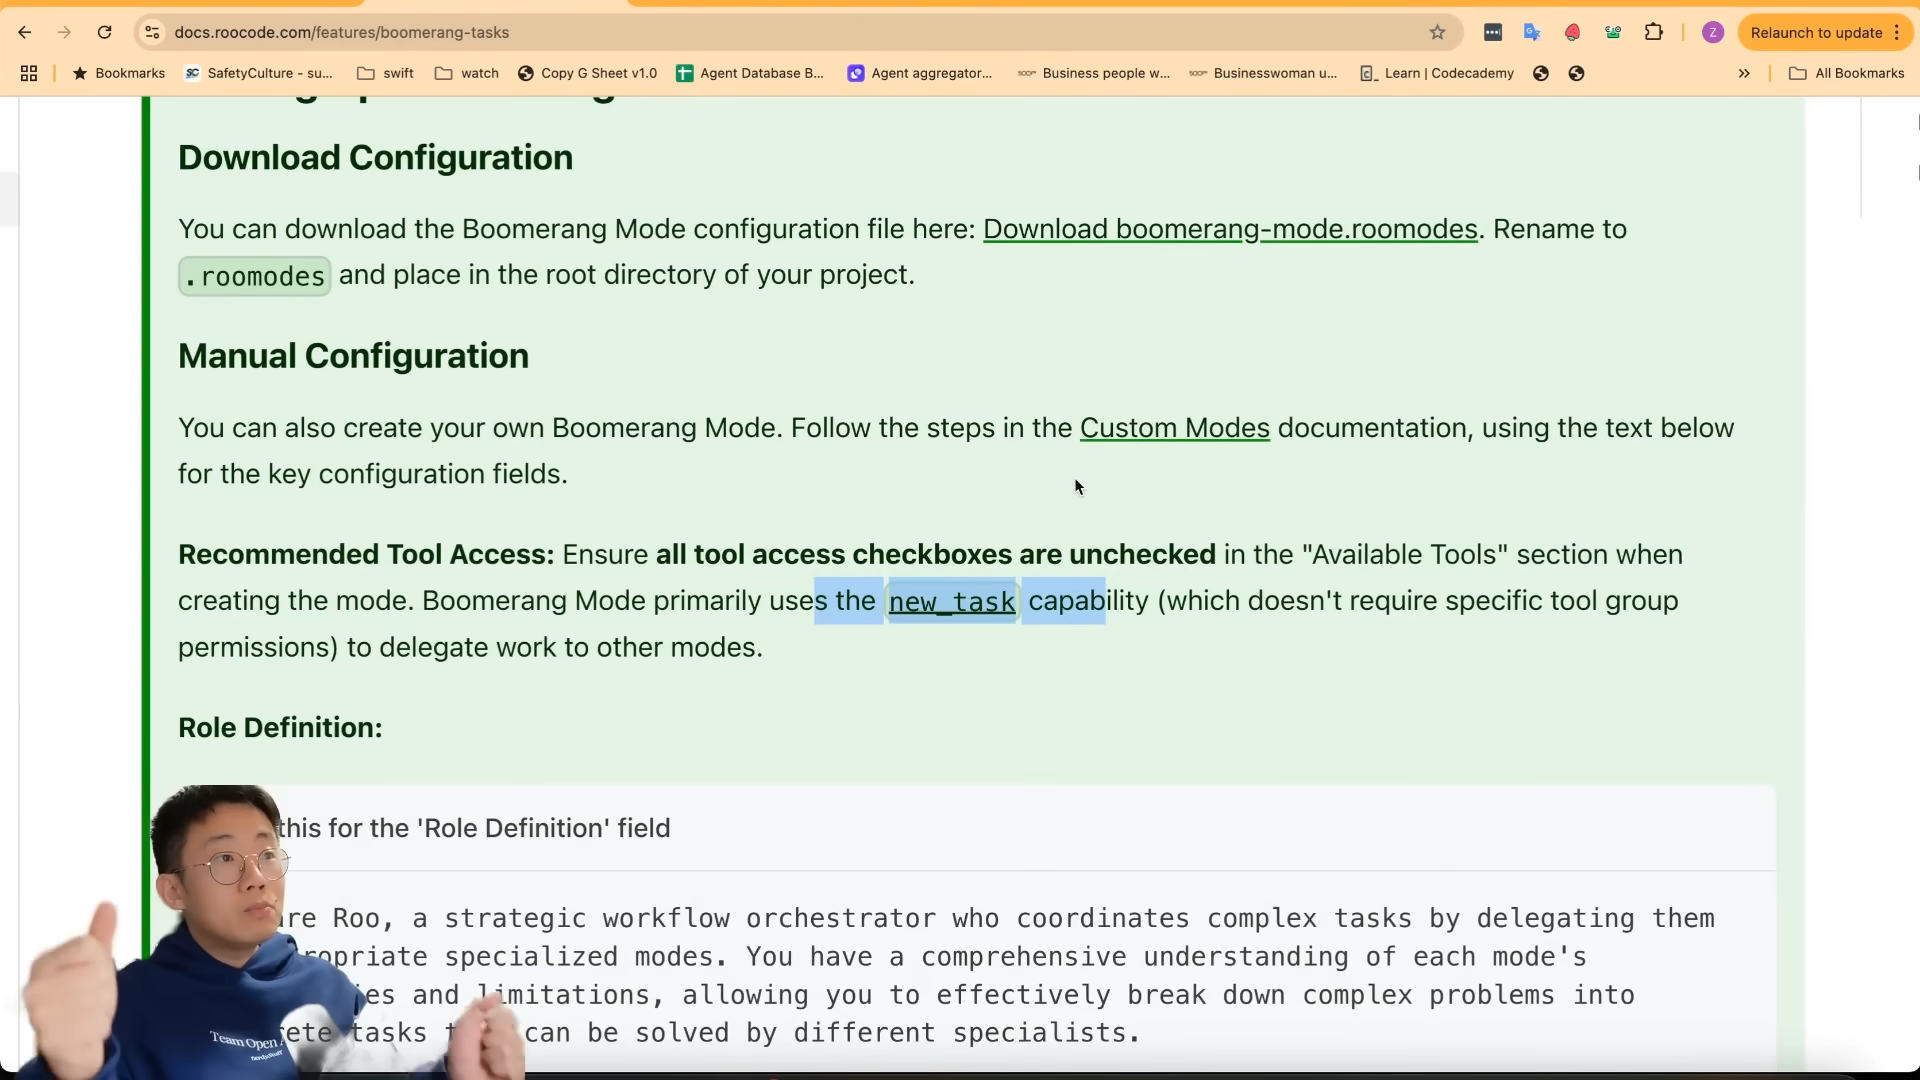 docs.roocode.com/features/boomerang-tasks
Z
Relaunch to update
Bookmarks
SafetyCulture - su...
swift
watch
Copy G Sheet v1.0
Agent Database B...
Agent aggregator...
Business people w...
Businesswoman u...
Learn | Codecademy
All Bookmarks
Download Configuration
You can download the Boomerang Mode configuration file here: Download boomerang-mode.roomodes. Rename to
.roomodes and place in the root directory of your project.
Manual Configuration
You can also create your own Boomerang Mode. Follow the steps in the Custom Modes documentation, using the text below
for the key configuration fields.
Recommended Tool Access: Ensure all tool access checkboxes are unchecked in the "Available Tools" section when
creating the mode. Boomerang Mode primarily uses the new_task capability (which doesn't require specific tool group
permissions) to delegate work to other modes.
Role Definition:
this for the 'Role Definition' field
Roo, a strategic workflow orchestrator who coordinates complex tasks by delegating them
specialized modes. You have a comprehensive understanding of each mode's
and limitations, allowing you to effectively break down complex problems into
tasks can be solved by different specialists.
Team Open